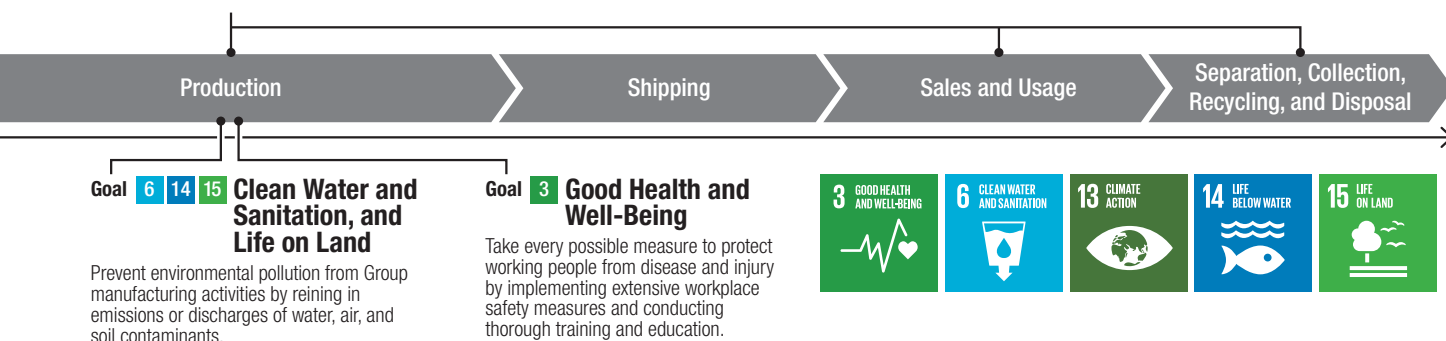 Production
Shipping
Sales and Usage
Separation, Collection,
Recycling, and Disposal
Goal 6 14 15 Clean Water and
Sanitation, and
Life on Land
Prevent environmental pollution from Group
manufacturing activities by reining in
emissions or discharges of water, air, and
soil contaminants.
Goal 3 Good Health and
Well-Being
Take every possible measure to protect
working people from disease and injury
by implementing extensive workplace
safety measures and conducting
thorough training and education.
3 GOOD HEALTH
AND WELL-BEING
6 CLEAN WATER
AND SANITATION
13 CLIMATE
ACTION
14 LIFE
BELOW WATER
15 LIFE
ON LAND